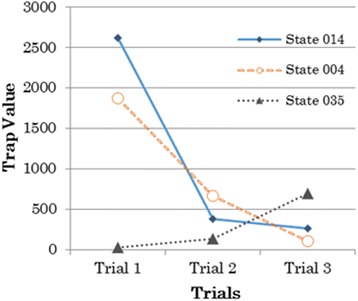 3000
2500
2000
1500
1000
500
0
Trap Value
State 014
State 004
State 035
Trial 1 Trial 2 Trial 3
Trials